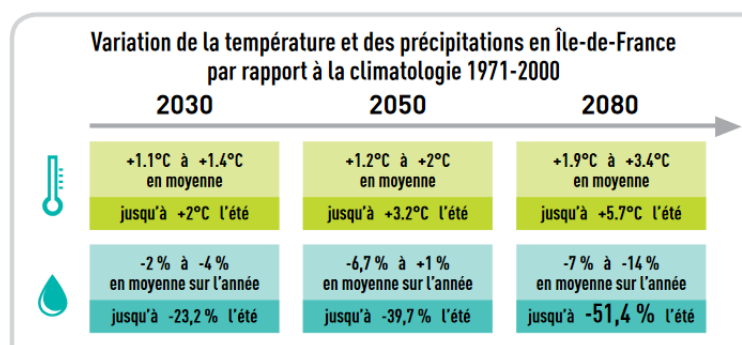 Variation de la température et des précipitations en Île-de-France
par rapport à la climatologie 1971-2000
2030 2050 2080
+1.1°C à +1.4°C
en moyenne
jusqu'à +2°C l'été
+1.2°C à +2°C
en moyenne
jusqu'à +3.2°C l'été
+1.9°C à +3.4°C
en moyenne
jusqu'à +5.7°C l'été
-2 % à -4 %
en moyenne sur l'année
jusqu'à -23,2 % l'été
-6,7 % à +1 %
en moyenne sur l'année
jusqu'à -39,7 % l'été
-7 % à -14 %
en moyenne sur l'année
jusqu'à -51,4 % l'été